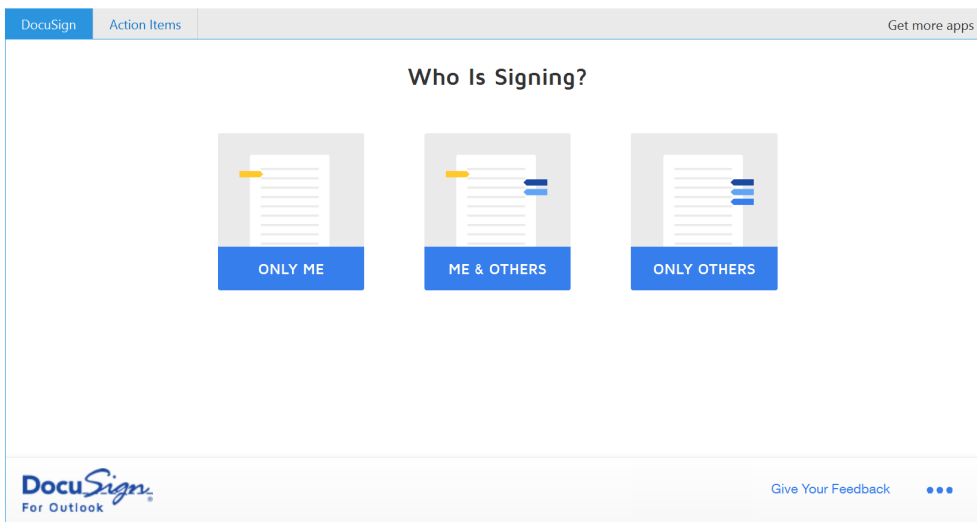 DocuSign Action Items Get more apps
Who Is Signing?
ONLY ME ME & OTHERS ONLY OTHERS
DocuSign® Give Your Feedback
For Outlook